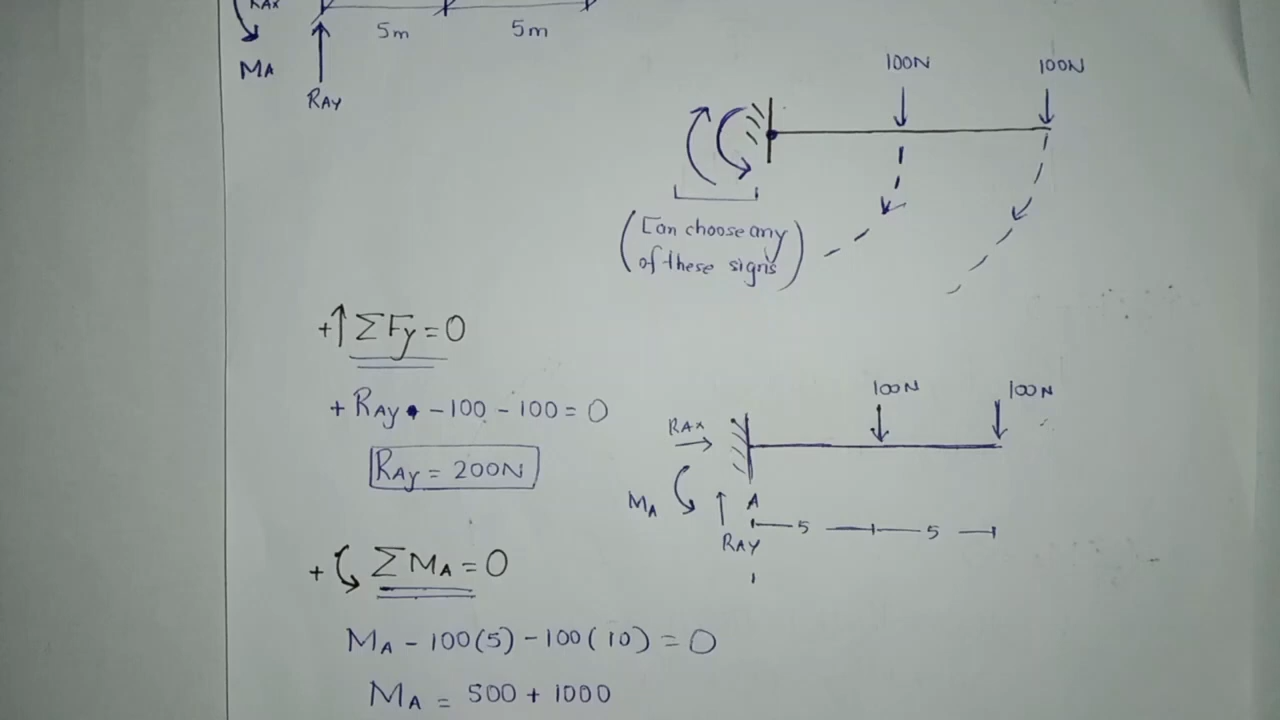 RAX
5m 5m
MA
RAY
100N 100N
(Can choose any
of these signs)
+↑ ΣFy = 0
+ RAY - 100 - 100 = 0
RAY = 200N
100N 100N
RAX
MA
A
5 5
RAY
+ ΣMA = 0
MA - 100(5) - 100(10) = 0
MA = 500 + 1000